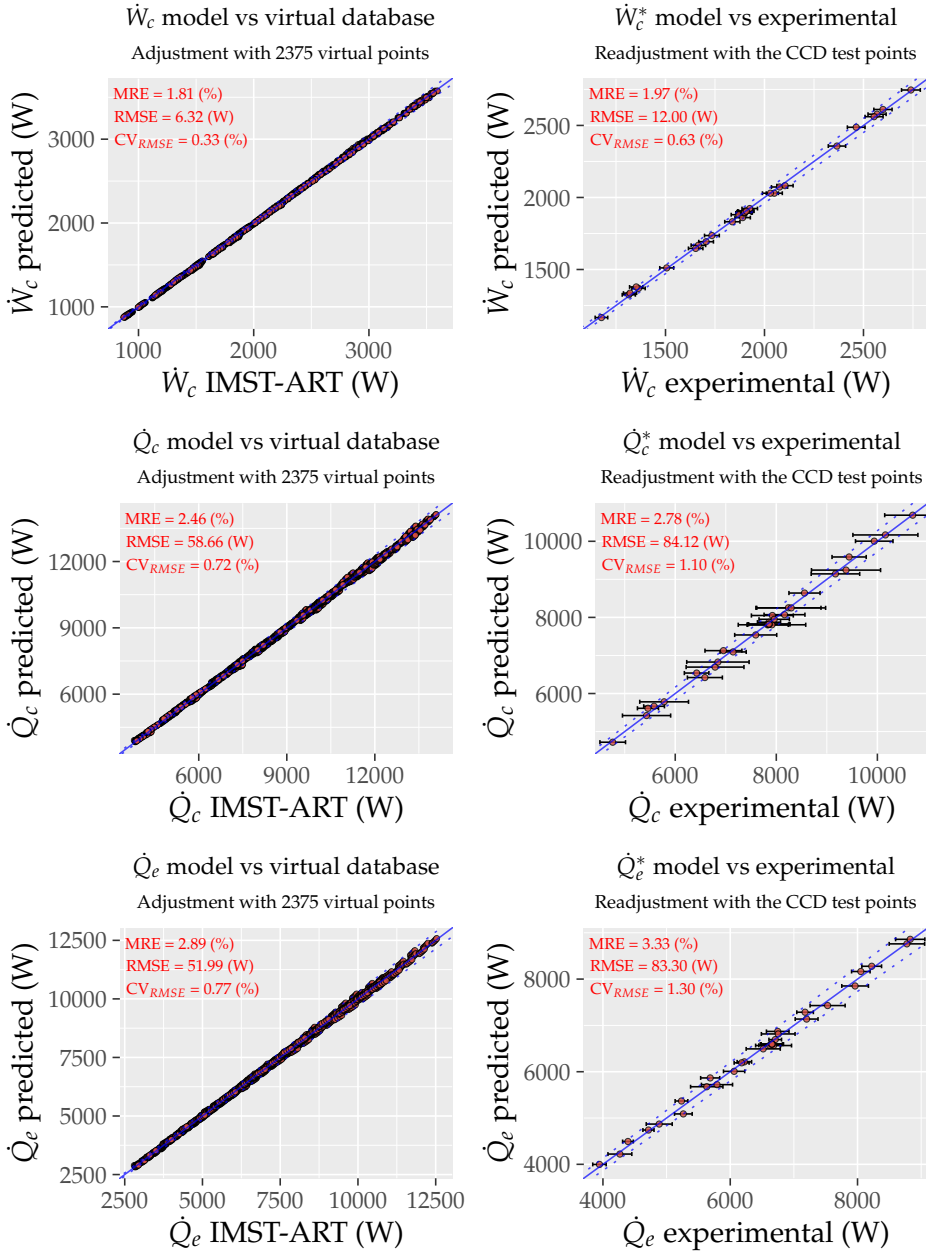 Ẇc model vs virtual database
Adjustment with 2375 virtual points
MRE = 1.81 (%)
RMSE = 6.32 (W)
CVRMSE = 0.33 (%)
Ẇc predicted (W)
3000
2000
1000
1000 2000 3000
Ẇc IMST-ART (W)
Ẇc* model vs experimental
Readjustment with the CCD test points
MRE = 1.97 (%)
RMSE = 12.00 (W)
CVRMSE = 0.63 (%)
Ẇc predicted (W)
2500
2000
1500
1500 2000 2500
Ẇc experimental (W)
Q̇c model vs virtual database
Adjustment with 2375 virtual points
MRE = 2.46 (%)
RMSE = 58.66 (W)
CVRMSE = 0.72 (%)
Q̇c predicted (W)
12000
9000
6000
6000 9000 12000
Q̇c IMST-ART (W)
Q̇c* model vs experimental
Readjustment with the CCD test points
MRE = 2.78 (%)
RMSE = 84.12 (W)
CVRMSE = 1.10 (%)
Q̇c predicted (W)
10000
8000
6000
6000 8000 10000
Q̇c experimental (W)
Q̇e model vs virtual database
Adjustment with 2375 virtual points
MRE = 2.89 (%)
RMSE = 51.99 (W)
CVRMSE = 0.77 (%)
Q̇e predicted (W)
12500
10000
7500
5000
2500
2500 5000 7500 10000 12500
Q̇e IMST-ART (W)
Q̇e* model vs experimental
Readjustment with the CCD test points
MRE = 3.33 (%)
RMSE = 83.30 (W)
CVRMSE = 1.30 (%)
Q̇e predicted (W)
8000
6000
4000
4000 6000 8000
Q̇e experimental (W)